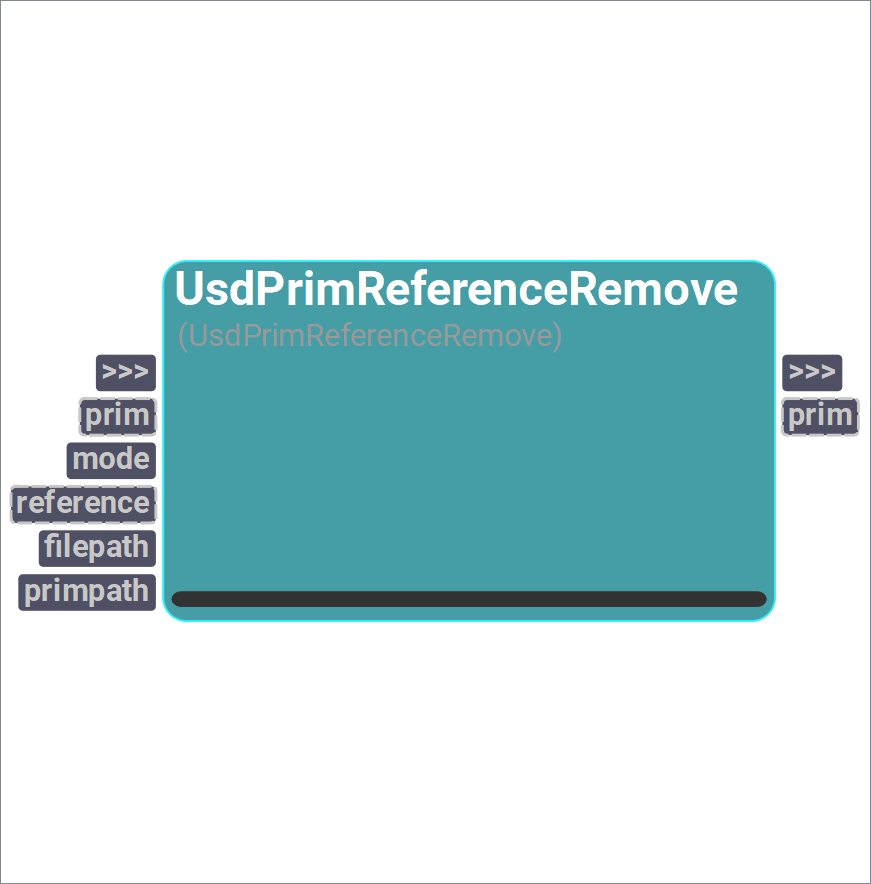 UsdPrimReferenceRemove
(UsdPrimReferenceRemove)
>>>
>>>
prim
prim
mode
reference
filepath
primpath